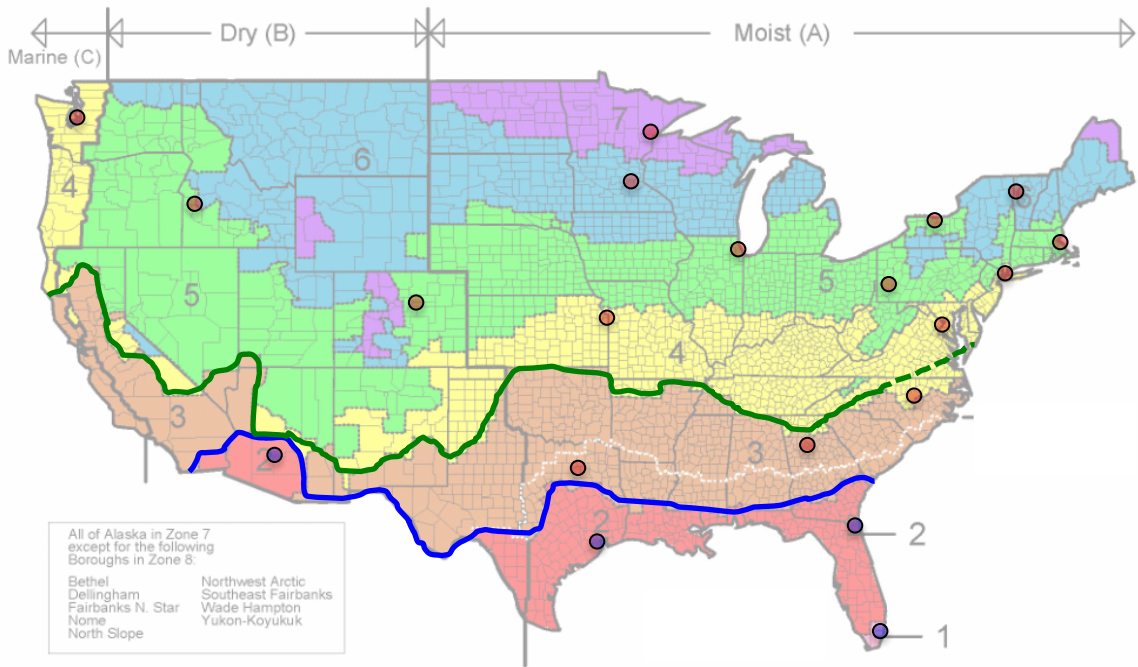 Marine (C)
Dry (B)
Moist (A)
7
6
4
6
5
5
4
3
3
2
2
2
1
All of Alaska in Zone 7
except for the following
Boroughs in Zone 8:
Bethel Northwest Arctic
Dellingham Southeast Fairbanks
Fairbanks N. Star Wade Hampton
Nome Yukon-Koyukuk
North Slope